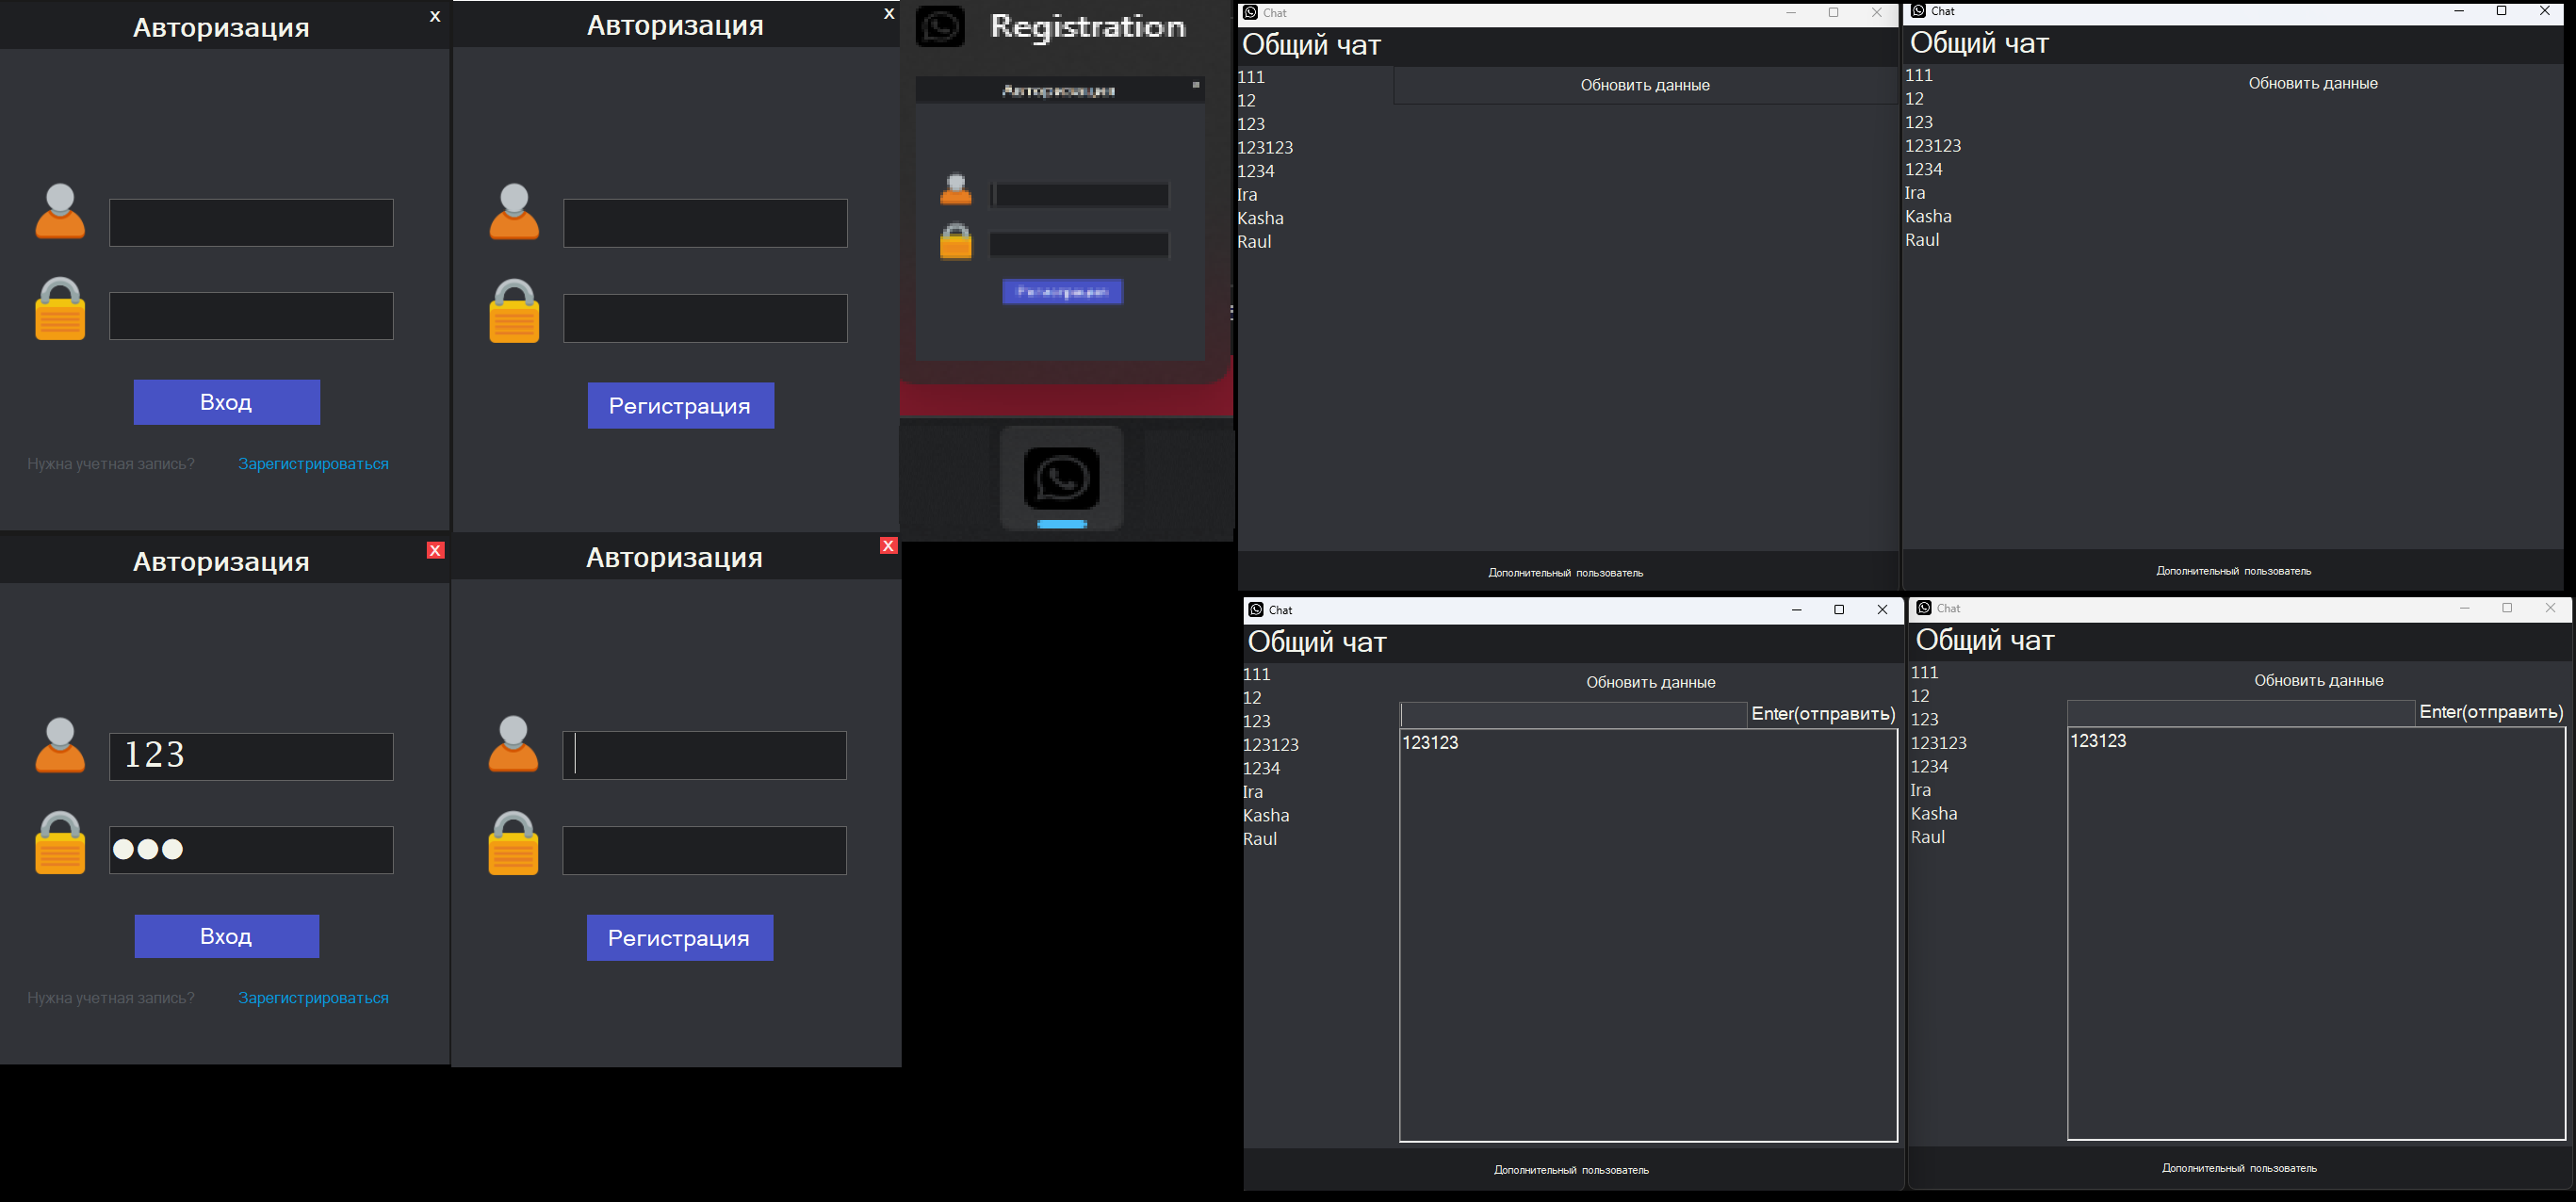 Авторизация x
Вход
Нужна учетная запись? Зарегистрироваться
Авторизация x
Регистрация
Registration
Авторизация
Регистрация
Chat
Общий чат
111
12
123
123123
1234
Ira
Kasha
Raul
Обновить данные
Дополнительный пользователь
Chat
Общий чат
111
12
123
123123
1234
Ira
Kasha
Raul
Обновить данные
Дополнительный пользователь
Авторизация x
123
Вход
Нужна учетная запись? Зарегистрироваться
Авторизация x
Регистрация
Chat
Общий чат
111
12
123
123123
1234
Ira
Kasha
Raul
Обновить данные
Enter(отправить)
123123
Дополнительный пользователь
Chat
Общий чат
111
12
123
123123
1234
Ira
Kasha
Raul
Обновить данные
Enter(отправить)
123123
Дополнительный пользователь